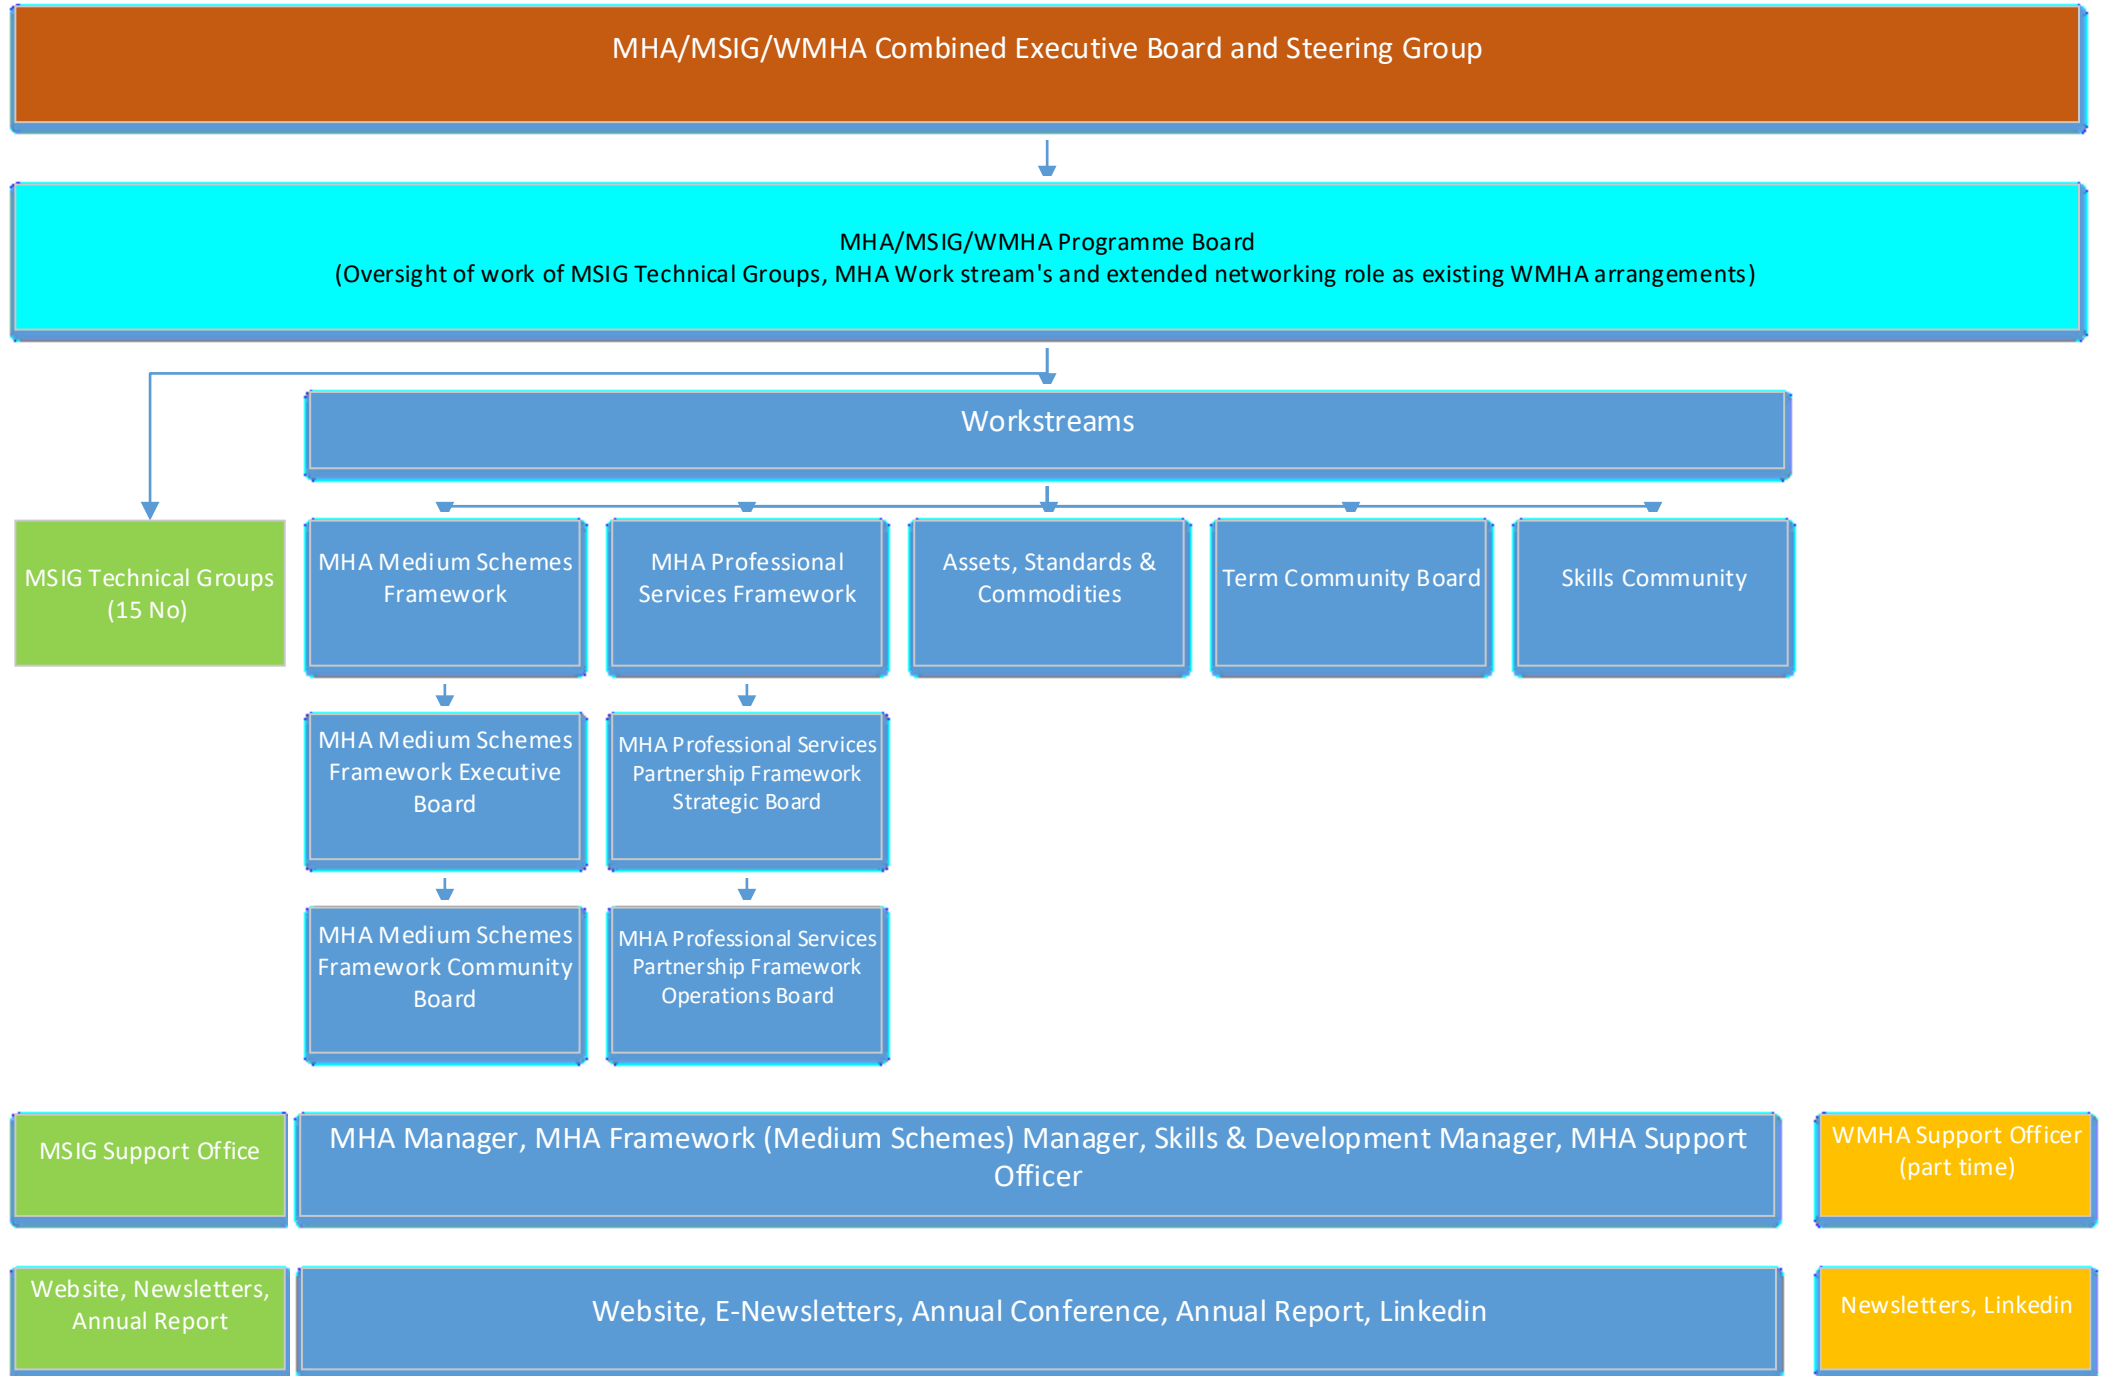 MHA/MSIG/WMHA Combined Executive Board and Steering Group
MHA/MSIG/WMHA Programme Board
(Oversight of work of MSIG Technical Groups, MHA Work stream's and extended networking role as existing WMHA arrangements)
Workstreams
MSIG Technical Groups
(15 No)
MHA Medium Schemes
Framework
MHA Professional
Services Framework
Assets, Standards &
Commodities
Term Community Board
Skills Community
MHA Medium Schemes
Framework Executive
Board
MHA Professional Services
Partnership Framework
Strategic Board
MHA Medium Schemes
Framework Community
Board
MHA Professional Services
Partnership Framework
Operations Board
MSIG Support Office
MHA Manager, MHA Framework (Medium Schemes) Manager, Skills & Development Manager, MHA Support
Officer
WMHA Support Officer
(part time)
Website, Newsletters,
Annual Report
Website, E-Newsletters, Annual Conference, Annual Report, Linkedin
Newsletters, Linkedin